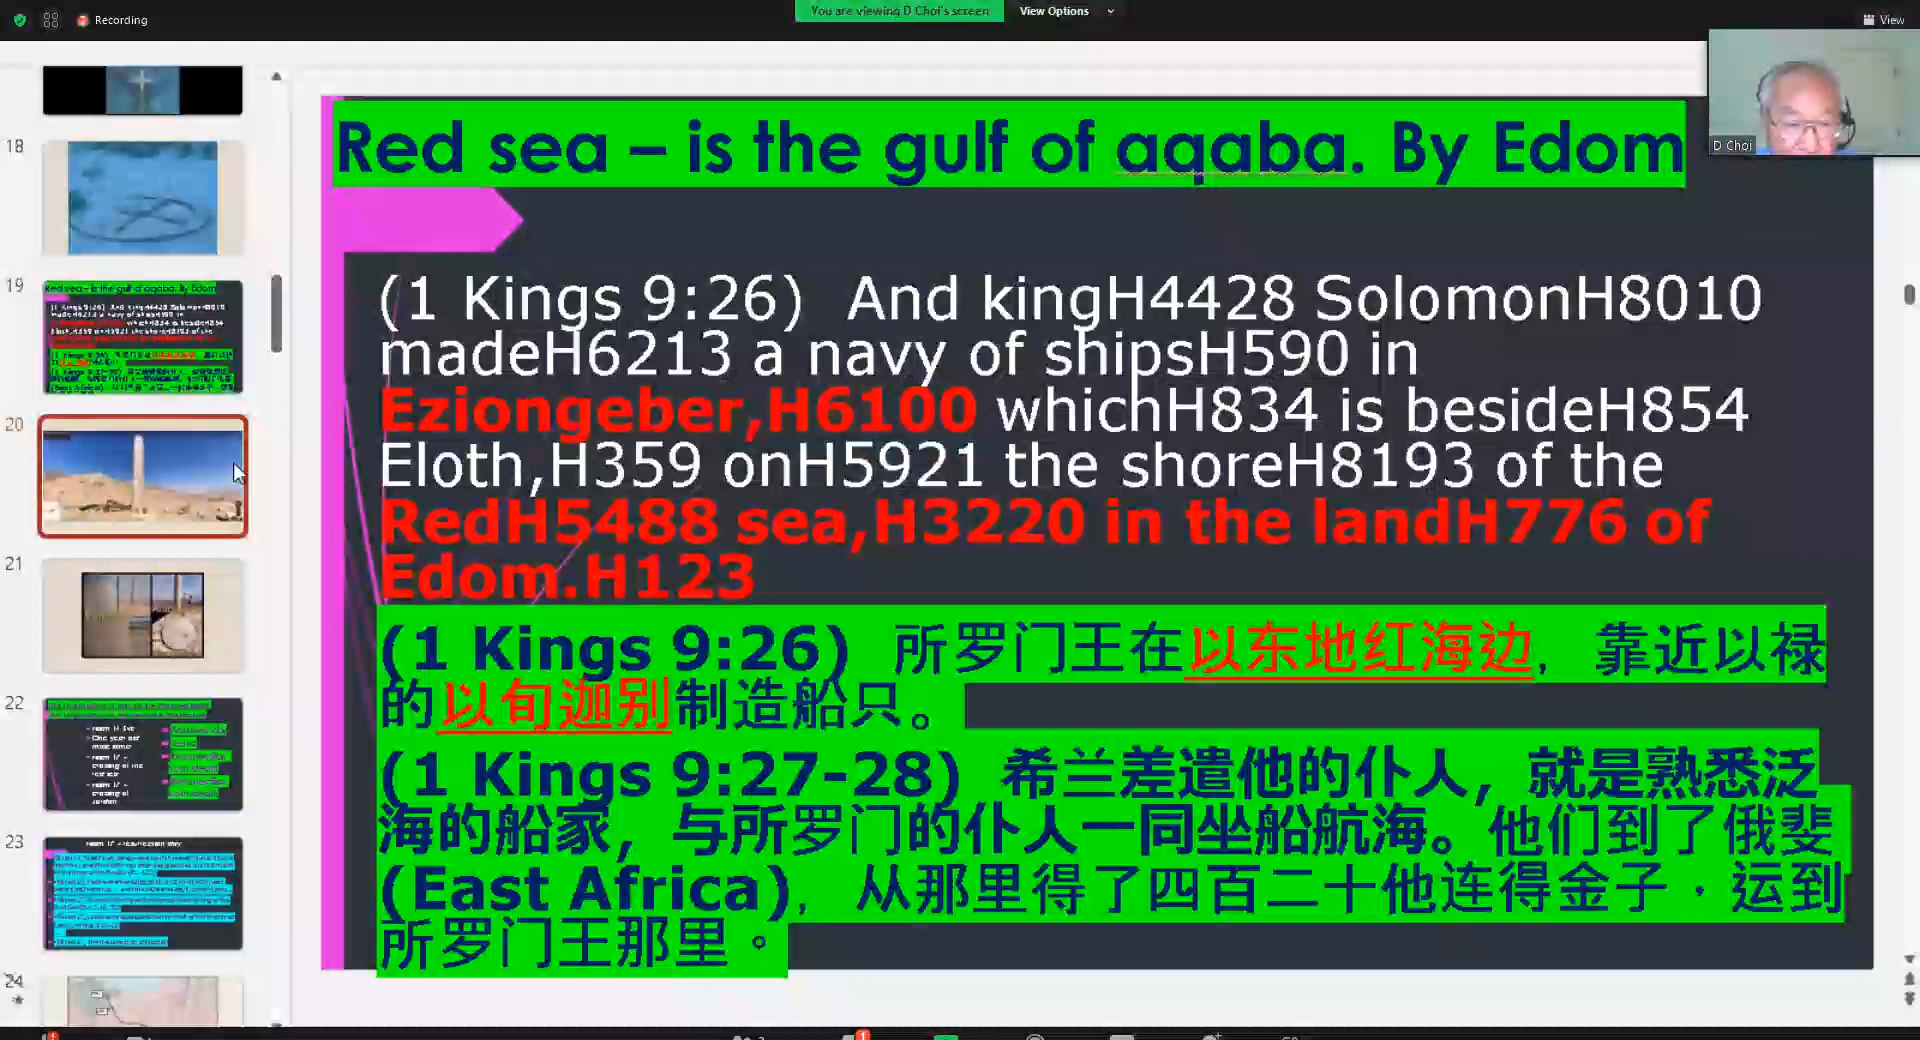 Recording
You are viewing D Choi's screen
View Options
View
D Choi
18
19
20
21
22
23
24
Red sea – is the gulf of aqaba. By Edom
(1 Kings 9:26) And kingH4428 SolomonH8010
madeH6213 a navy of shipsH590 in
Eziongeber,H6100 whichH834 is besideH854
Eloth,H359 onH5921 the shoreH8193 of the
RedH5488 sea,H3220 in the landH776 of
Edom.H123
(1 Kings 9:26) 所罗门王在以东地红海边，靠近以禄
的以旬迦别制造船只。
(1 Kings 9:27-28) 希兰差遣他的仆人，就是熟悉泛
海的船家，与所罗门的仆人一同坐船航海。他们到了俄斐
(East Africa)，从那里得了四百二十他连得金子．运到
所罗门王那里。